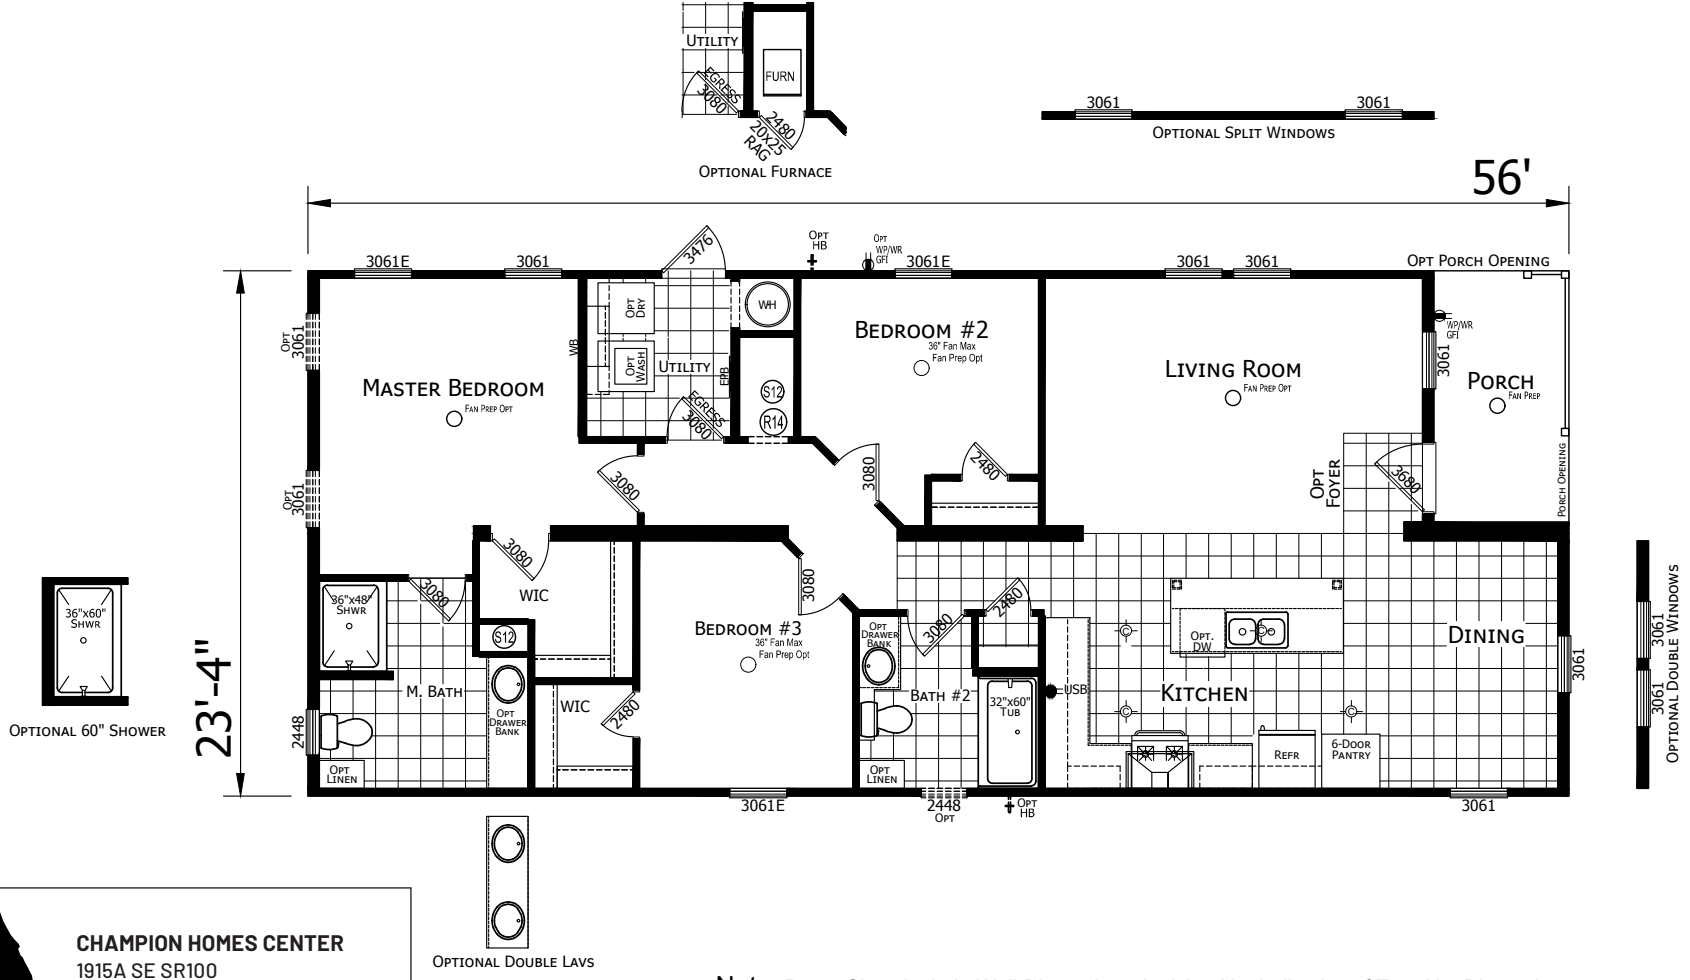 UTILITY
EGRESS
3080
FURN
2480
20X25
RAG
OPTIONAL FURNACE
3061
3061
OPTIONAL SPLIT WINDOWS
56'
23'-4"
3061E
3061
3476
OPT
HB
OPT
WP/WR
GFI
3061E
3061
3061
OPT PORCH OPENING
OPT
3061
MASTER BEDROOM
FAN PREP OPT
WB
OPT
DRY
OPT
WASH
UTILITY
EPB
EGRESS
3080
WH
S12
R14
BEDROOM #2
36" Fan Max
Fan Prep Opt
LIVING ROOM
FAN PREP OPT
WP/WR
GFI
3061
PORCH
FAN PREP
PORCH OPENING
OPT
3061
3080
3080
2480
OPT
FOYER
3680
3080
3080
WIC
S12
36"x48"
SHWR
36"x60"
SHWR
OPTIONAL 60" SHOWER
M. BATH
OPT
DRAWER
BANK
OPT
LINEN
2448
WIC
2480
3080
BEDROOM #3
36" Fan Max
Fan Prep Opt
3061E
OPT
DRAWER
BANK
3080
2480
BATH #2
32"x60"
TUB
OPT
LINEN
2448
OPT
OPT
HB
USB
OPT.
DW
KITCHEN
REFR
6-DOOR
PANTRY
DINING
3061
3061
3061
3061
OPTIONAL DOUBLE WINDOWS
OPTIONAL DOUBLE LAVS
CHAMPION HOMES CENTER
1915A SE SR100